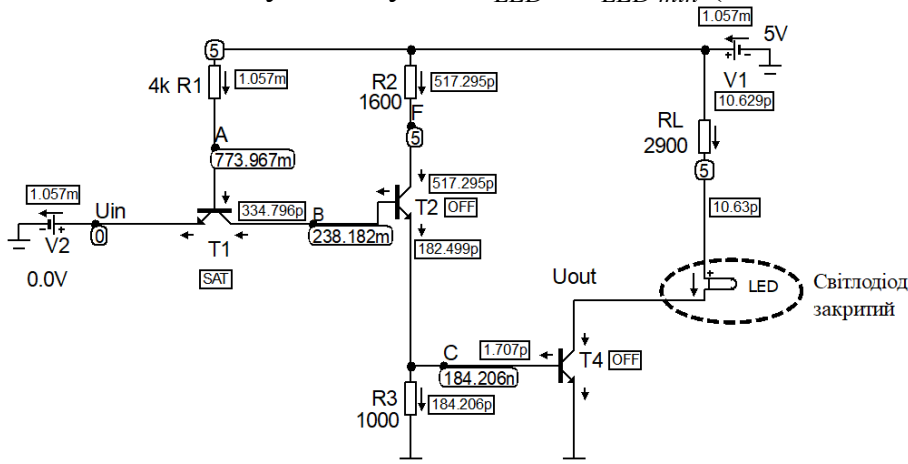 1.057m
5V
5
4k R1
1.057m
R2
1600
517.295p
V1
10.629p
F
5
RL
2900
5
A
773.967m
1.057m
Uin
0
V2
0.0V
334.796p
B
238.182m
T1
SAT
517.295p
T2 OFF
182.499p
10.63p
Uout
LED
Світлодіод
закритий
C
1.707p
184.206n
T4 OFF
R3
1000
184.206p